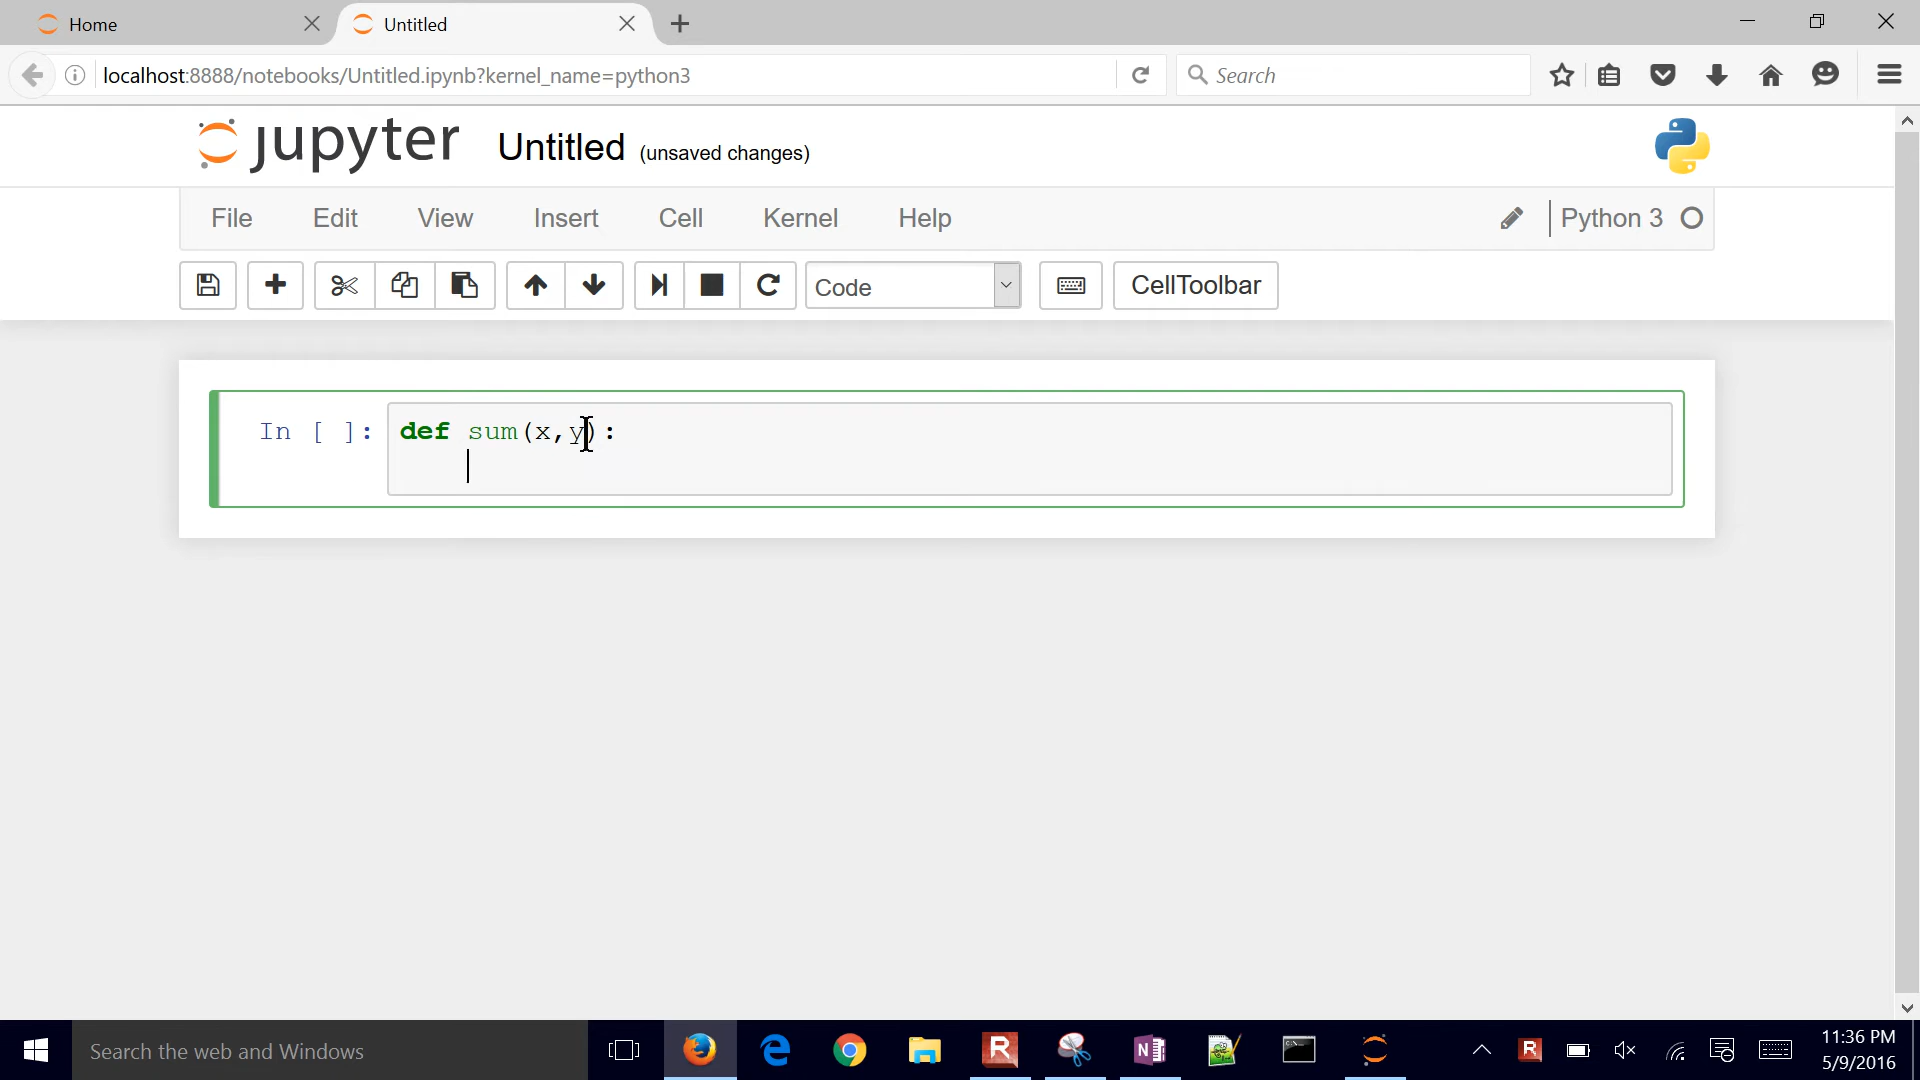 Home
Untitled
localhost:8888/notebooks/Untitled.ipynb?kernel_name=python3
Search
jupyter
Untitled (unsaved changes)
File Edit View Insert Cell Kernel Help
Python 3
Code
CellToolbar
In [ ]:
def sum(x,y):
Search the web and Windows
11:36 PM
5/9/2016